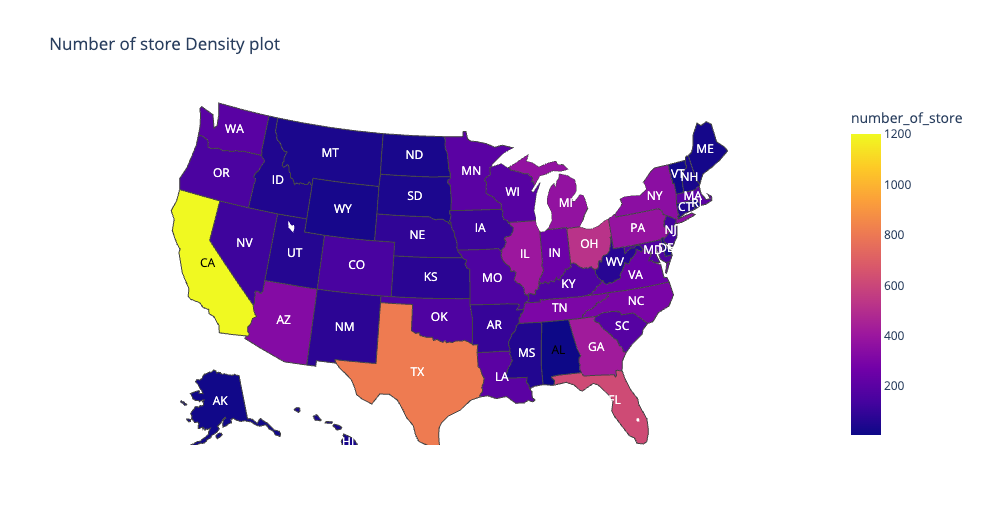 Number of store Density plot
number_of_store
1200
1000
800
600
400
200
WA
OR
CA
NV
ID
MT
WY
UT
CO
AZ
NM
ND
SD
NE
KS
OK
TX
MN
IA
MO
AR
LA
WI
IL
MI
IN
OH
KY
TN
MS
AL
GA
FL
SC
NC
VA
WV
PA
NY
VT
NH
ME
MA
RI
CT
NJ
DE
MD
AK
HI